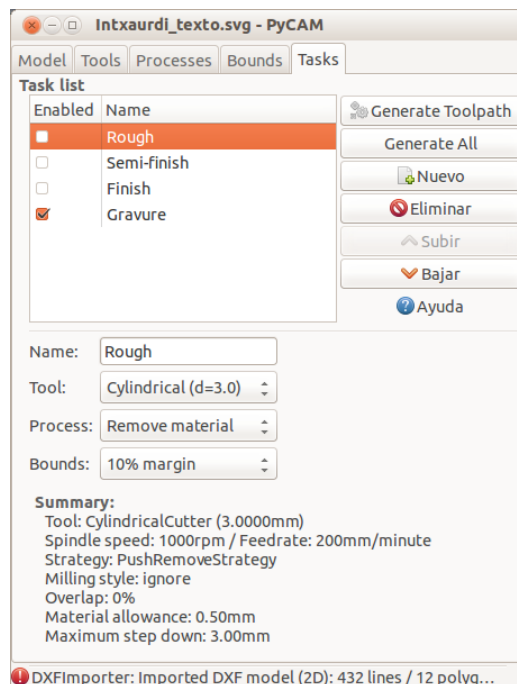 Intxaurdi_texto.svg - PyCAM
Model Tools Processes Bounds Tasks
Task list
Enabled Name
Rough
Semi-finish
Finish
Gravure
Generate Toolpath
Generate All
Nuevo
Eliminar
Subir
Bajar
Ayuda
Name: Rough
Tool: Cylindrical (d=3.0)
Process: Remove material
Bounds: 10% margin
Summary:
Tool: CylindricalCutter (3.0000mm)
Spindle speed: 1000rpm / Feedrate: 200mm/minute
Strategy: PushRemoveStrategy
Milling style: ignore
Overlap: 0%
Material allowance: 0.50mm
Maximum step down: 3.00mm
DXFImporter: Imported DXF model (2D): 432 lines / 12 polyg...